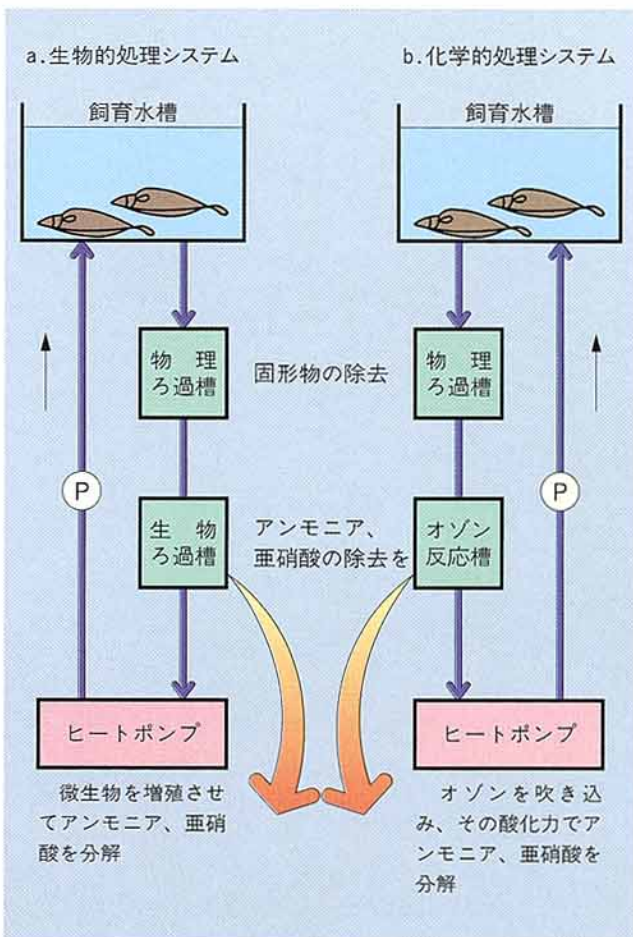 a.生物的処理システム
飼育水槽
物理
ろ過槽
固形物の除去
P
生物
ろ過槽
アンモニア、
亜硝酸の除去を
ヒートポンプ
微生物を増殖させ
てアンモニア、亜硝
酸を分解
b.化学的処理システム
飼育水槽
物理
ろ過槽
P
オゾン
反応槽
ヒートポンプ
オゾンを吹き込
み、その酸化力でア
ンモニア、亜硝酸を
分解